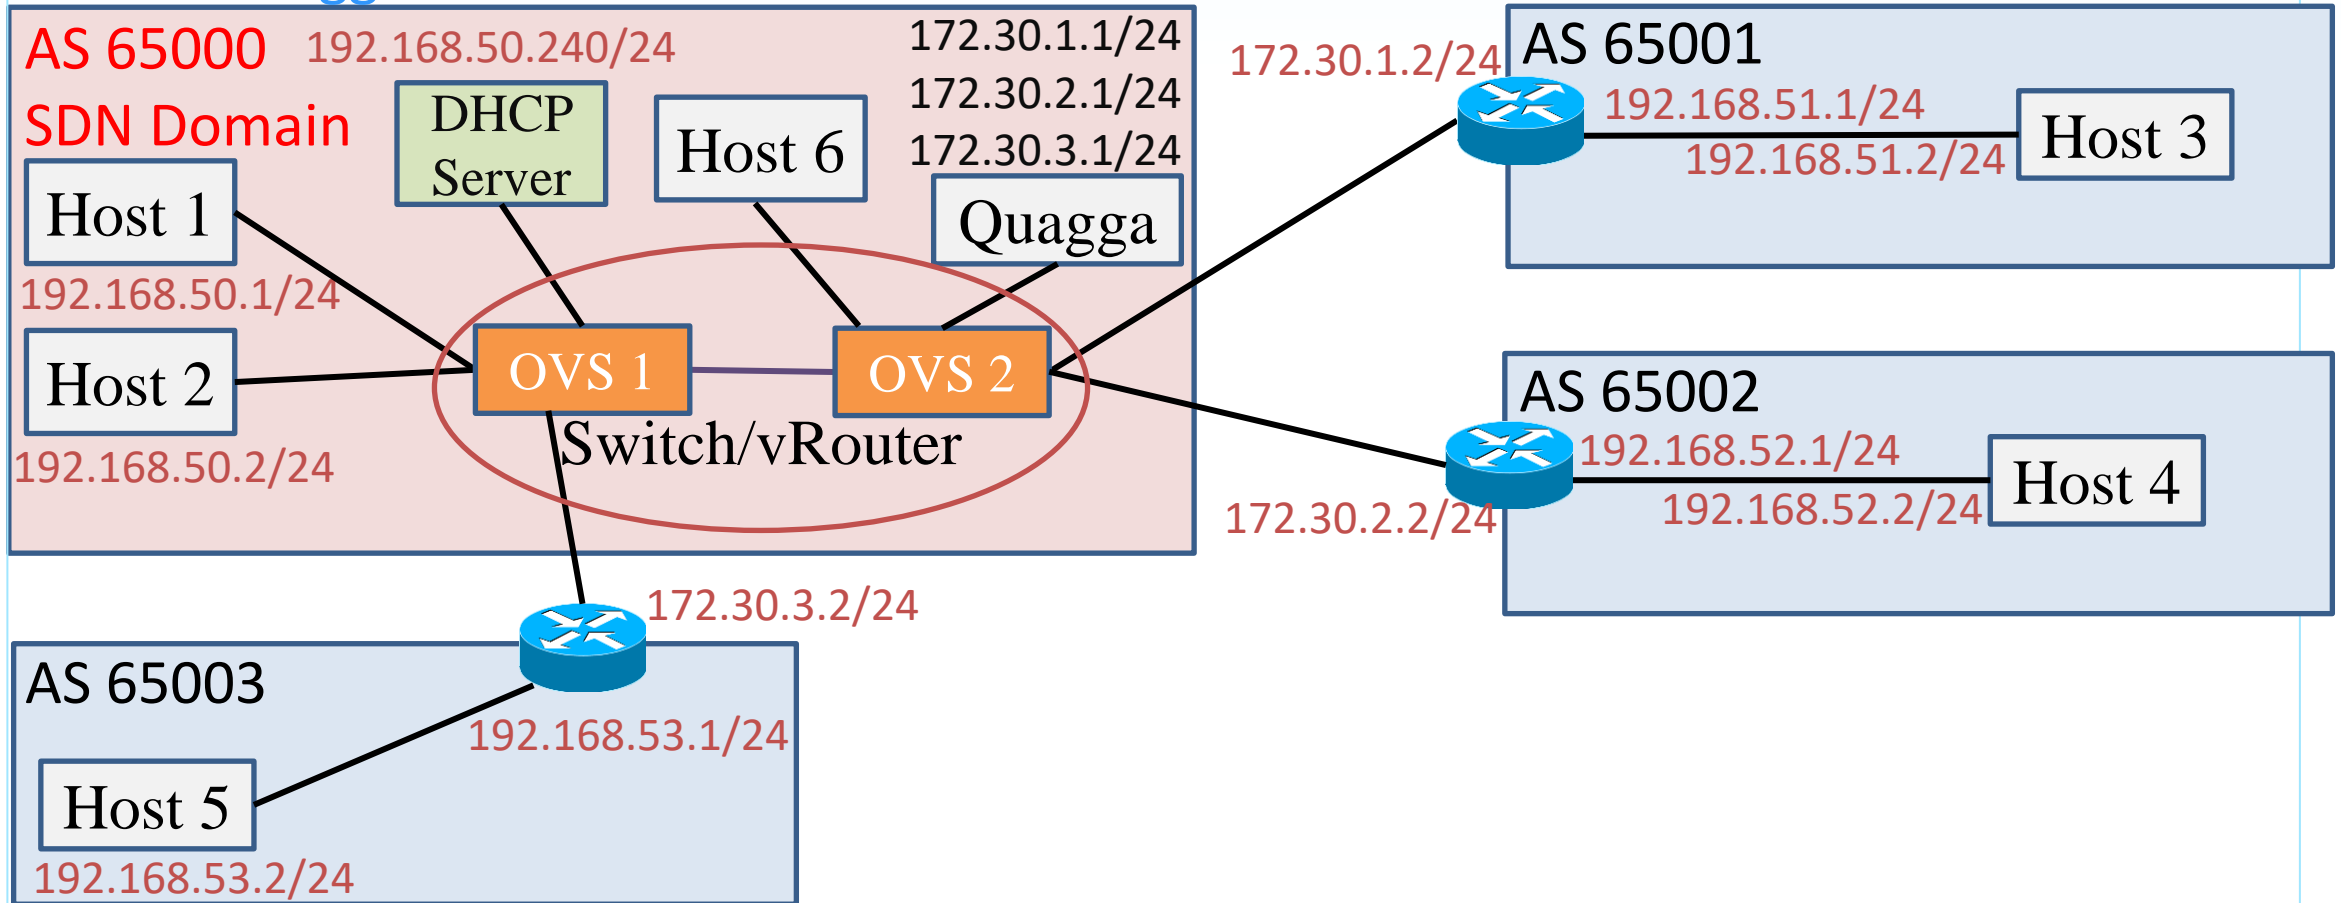 AS 65000
192.168.50.240/24
172.30.1.1/24
172.30.2.1/24
172.30.3.1/24
SDN Domain
DHCP
Server
Host 6
Quagga
Host 1
192.168.50.1/24
Host 2
192.168.50.2/24
OVS 1
OVS 2
Switch/vRouter
172.30.1.2/24
AS 65001
192.168.51.1/24
192.168.51.2/24
Host 3
AS 65002
192.168.52.1/24
192.168.52.2/24
Host 4
172.30.2.2/24
172.30.3.2/24
AS 65003
192.168.53.1/24
Host 5
192.168.53.2/24